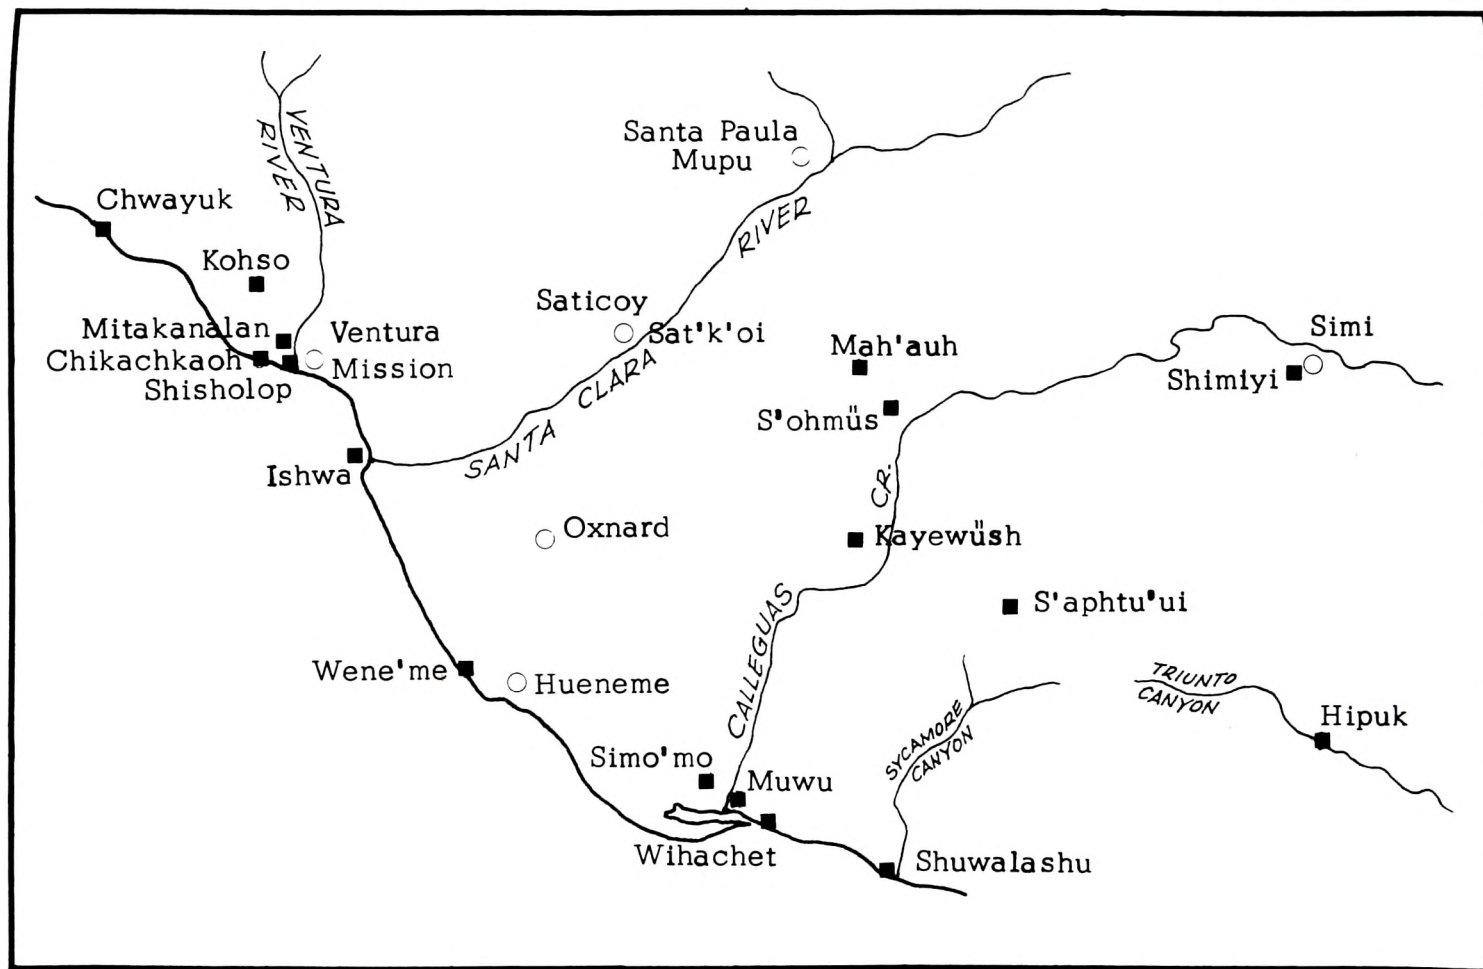 VENTURA
RIVER
Santa Paula
Mupu
Chwayuk
RIVER
Kohso
Saticoy
Sat'k'oi
Mitakanalan
Ventura
Chikachkaoh
Mission
Shisholop
Simi
Mah'auh
Shimiyi
CLARA
S'ohmüs
SANTA
Ishwa
CR.
Oxnard
Kayewüsh
S'aphtu'ui
CALLEGUAS
Wene'me
Hueneme
TRIUNTO
CANYON
SYCAMORE
CANYON
Hipuk
Simo'mo
Muwu
Wihachet
Shuwalashu